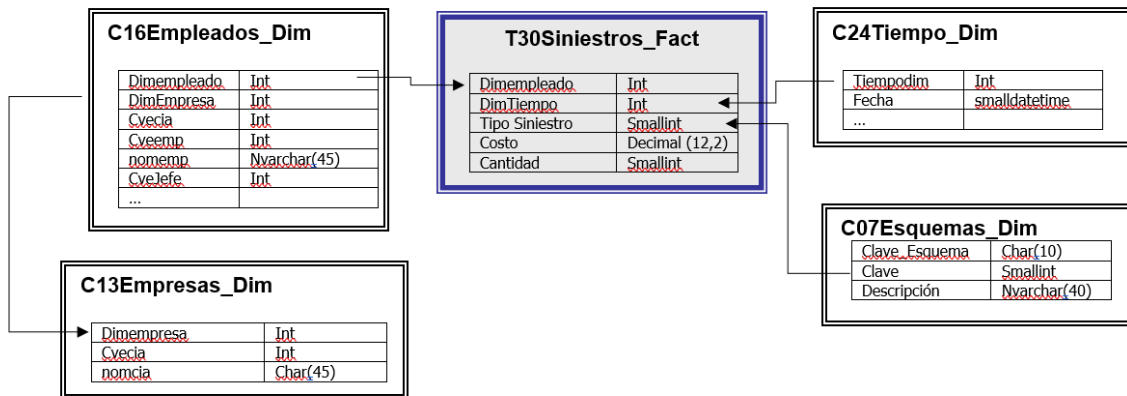 C16Empleados_Dim
Dimempleado Int
DimEmpresa Int
Cvecia Int
Cveemp Int
nomemp Nvarchar(45)
CveJefe Int
...
T30Siniestros_Fact
Dimempleado Int
DimTiempo Int
Tipo Siniestro Smallint
Costo Decimal (12,2)
Cantidad Smallint
C24Tiempo_Dim
Tiempodim Int
Fecha smalldatetime
...
C13Empresas_Dim
Dimempresa Int
Cvecia Int
nomcia Char(45)
C07Esquemas_Dim
Clave_Esquema Char(10)
Clave Smallint
Descripción Nvarchar(40)